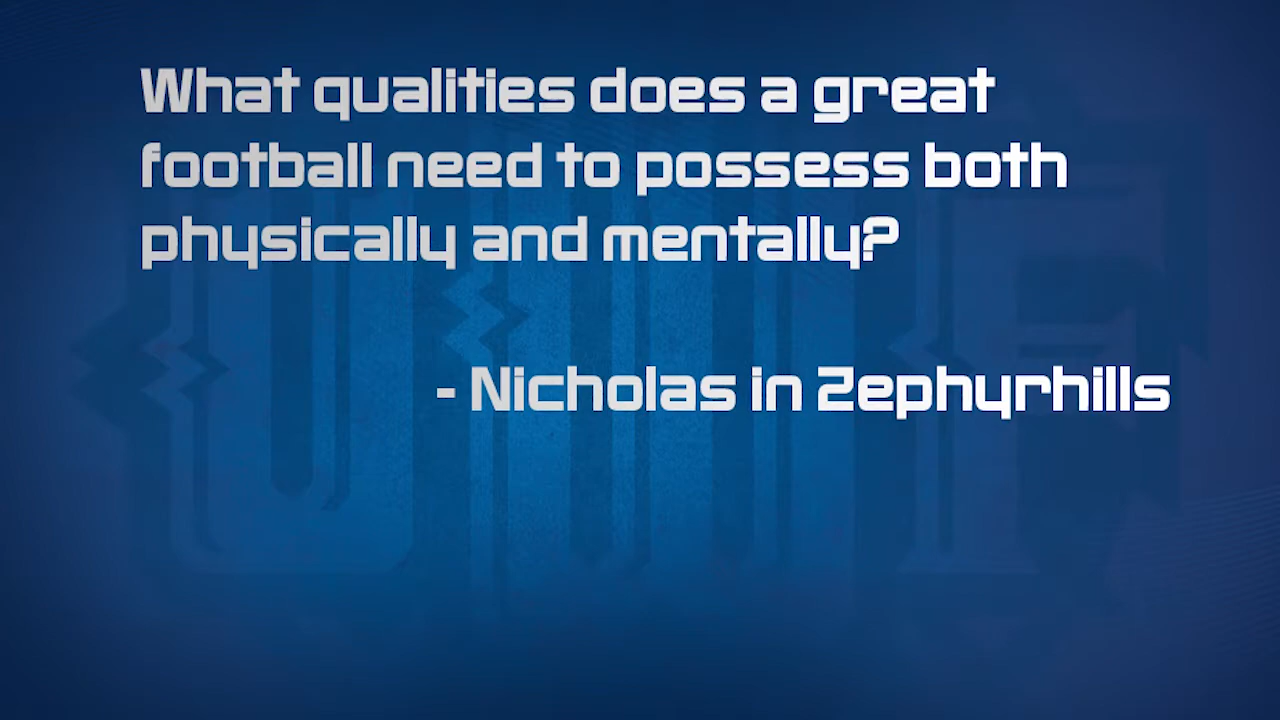 What qualities does a great
football need to possess both
physically and mentally?
- Nicholas in Zephyrhills